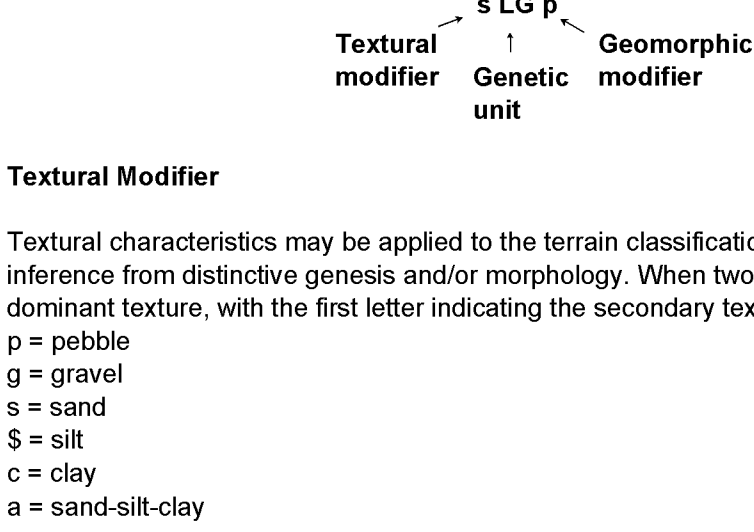 s LG p
Textural modifier
Genetic unit
Geomorphic modifier
Textural Modifier
Textural characteristics may be applied to the terrain
inference from distinctive genesis and/or morphology. When two
dominant texture, with the first letter indicating the secondary
p = pebble
g = gravel
s = sand
$ = silt
c = clay
a = sand-silt-clay